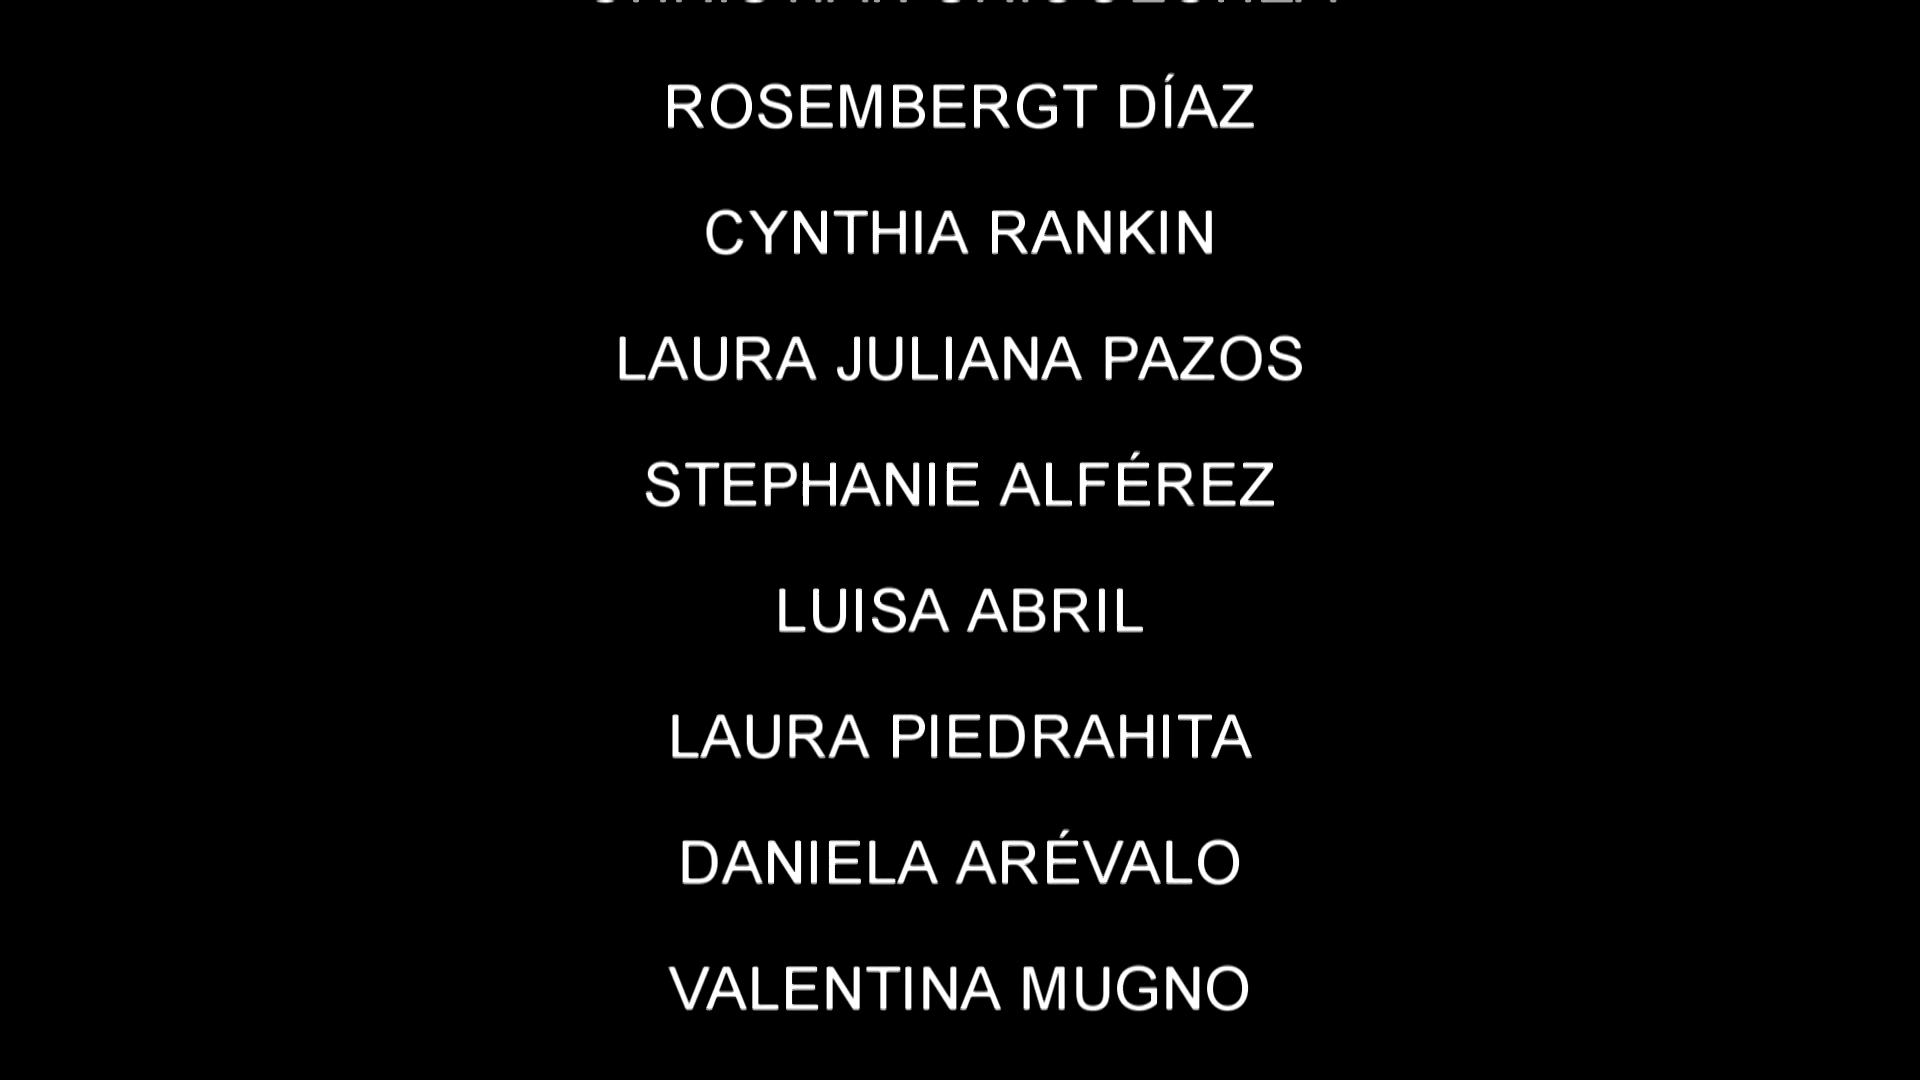 ROSEMBERGT DÍAZ
CYNTHIA RANKIN
LAURA JULIANA PAZOS
STEPHANIE ALFÉREZ
LUISA ABRIL
LAURA PIEDRAHITA
DANIELA ARÉVALO
VALENTINA MUGNO